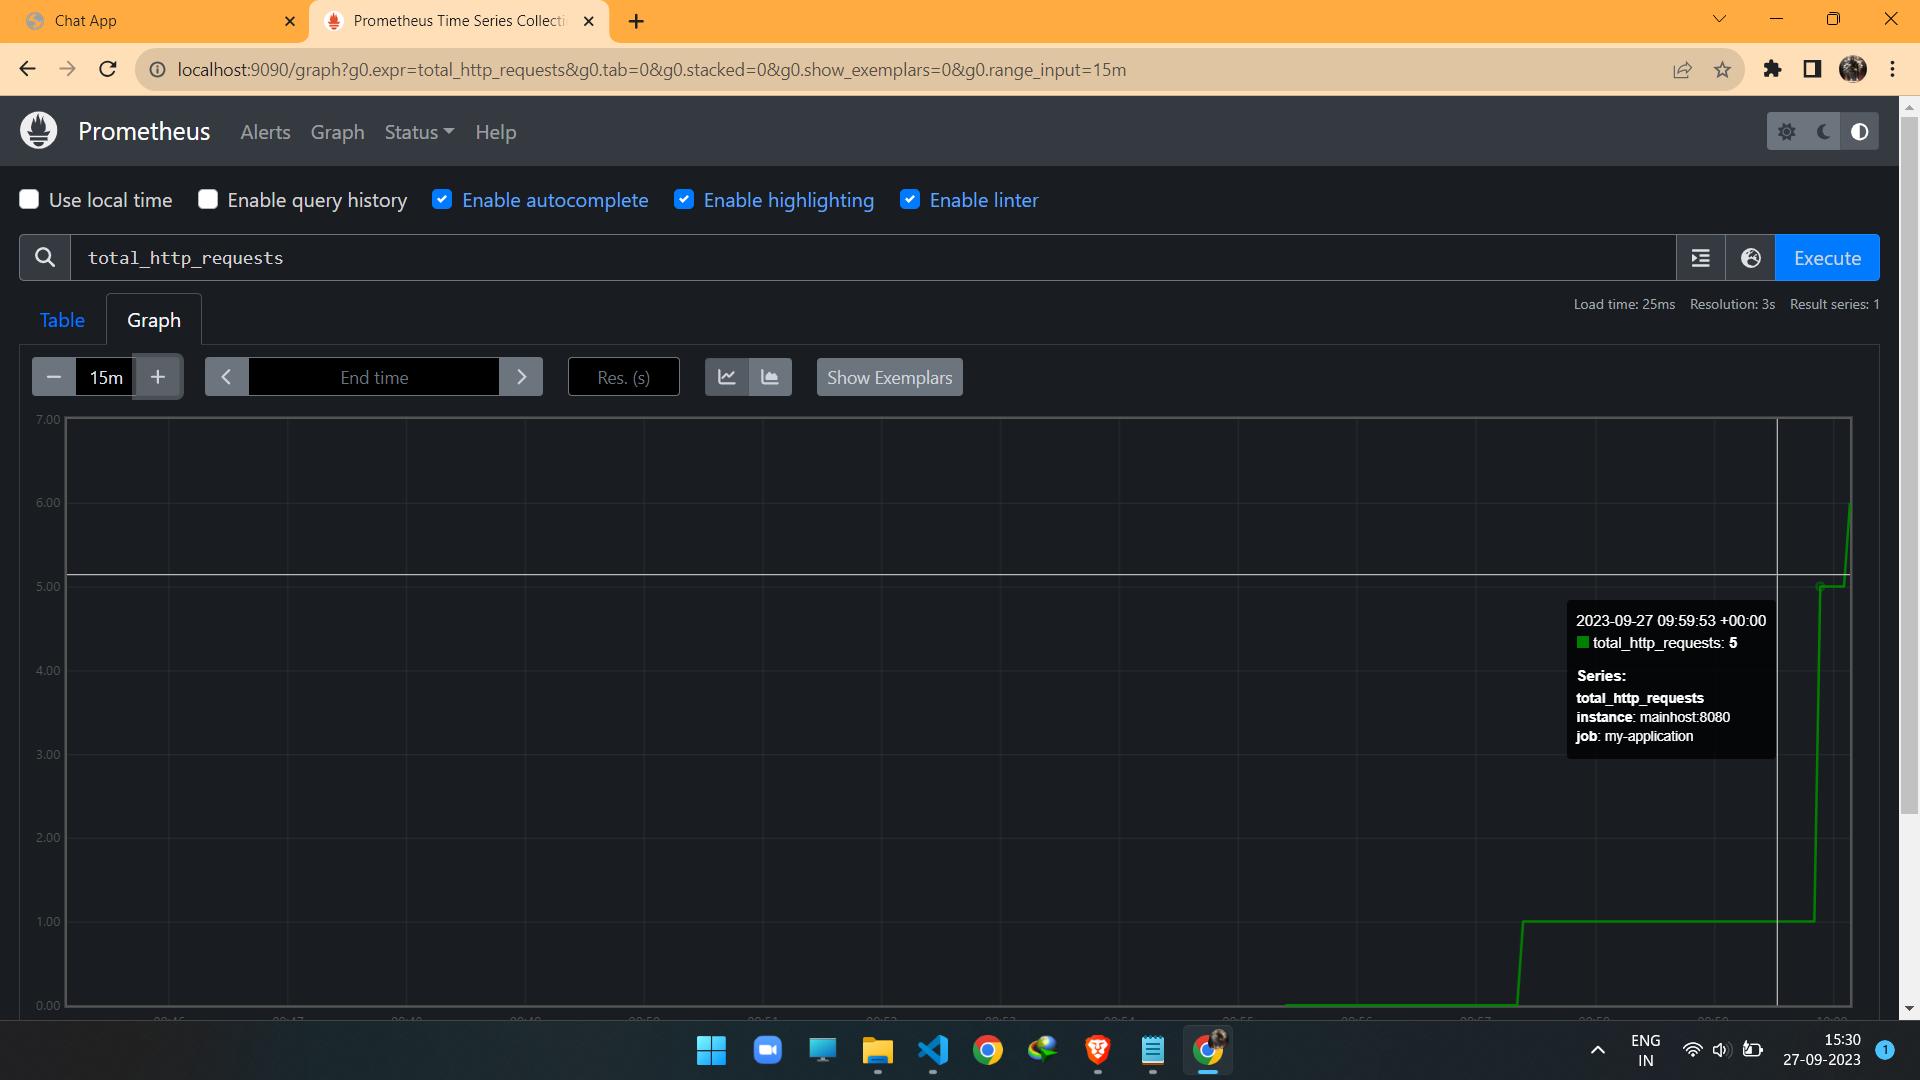 Chat App
Prometheus Time Series Collecti
localhost:9090/graph?g0.expr=total_http_requests&g0.tab=0&g0.stacked=0&g0.show_exemplars=0&g0.range_input=15m
Prometheus Alerts Graph Status Help
Use local time Enable query history Enable autocomplete Enable highlighting Enable linter
total_http_requests Execute
Table Graph
Load time: 25ms Resolution: 3s Result series: 1
15m End time Res. (s) Show Exemplars
7.00
6.00
5.00
2023-09-27 09:59:53 +00:00
total_http_requests: 5
4.00
Series:
total_http_requests
instance: mainhost:8080
job: my-application
3.00
2.00
1.00
0.00
ENG
IN
15:30
27-09-2023
1